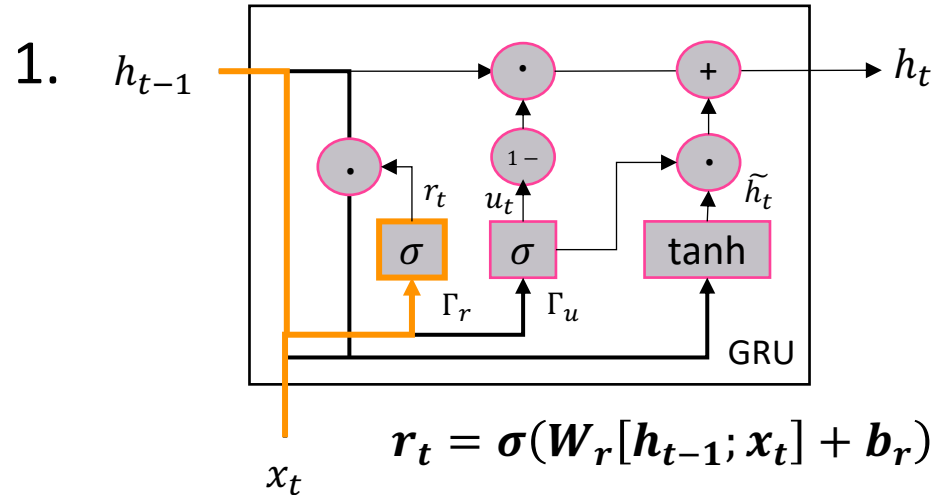 1.
h_{t-1}
·
+
h_t
1 −
·
·
r_t
u_t
\widetilde{h}_t
σ
σ
tanh
Γ_r
Γ_u
GRU
r_t = σ(W_r[h_{t-1}; x_t] + b_r)
x_t